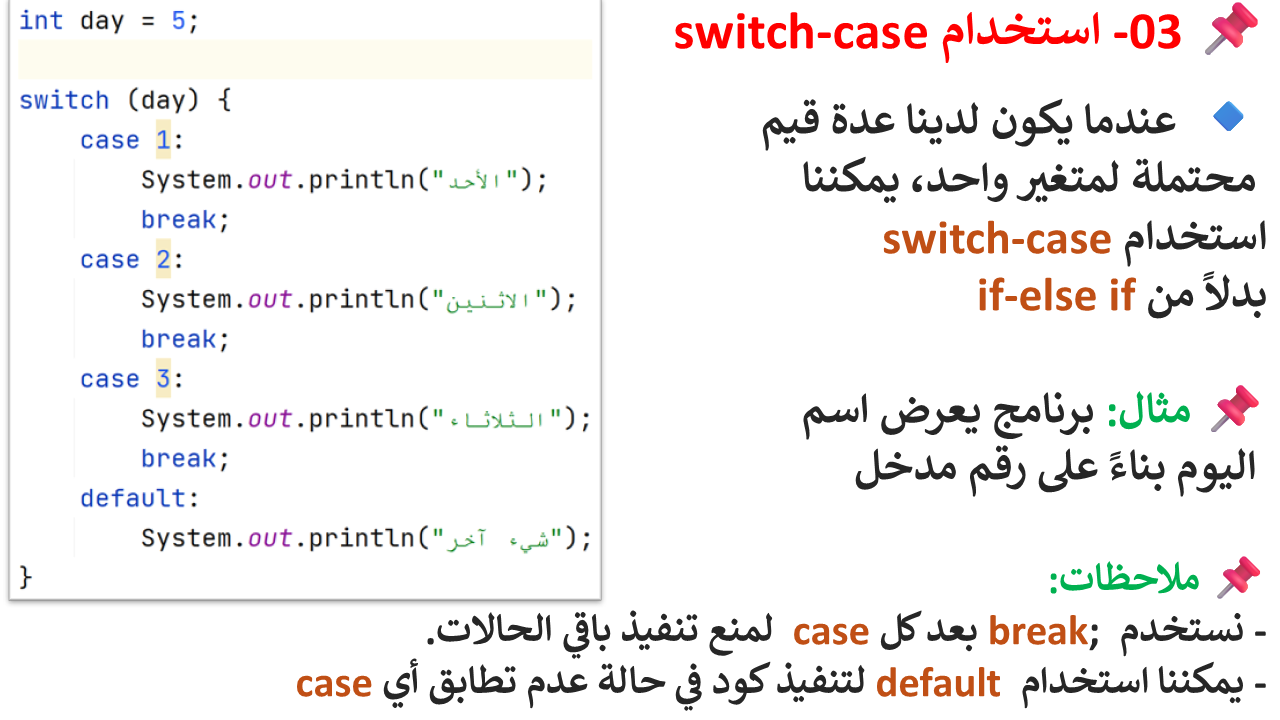 03- استخدام switch-case
عندما يكون لدينا عدة قيم
محتملة لمتغير واحد، يمكننا
استخدام switch-case
بدلاً من if-else if
مثال: برنامج يعرض اسم
اليوم بناءً على رقم مدخل
int day = 5;
switch (day) {
case 1:
System.out.println("الأحد");
break;
case 2:
System.out.println("الاثنين");
break;
case 3:
System.out.println("الثلاثاء");
break;
default:
System.out.println("شيء آخر");
}
ملاحظات:
- نستخدم break; بعد كل case لمنع تنفيذ باقي الحالات.
- يمكننا استخدام default لتنفيذ كود في حالة عدم تطابق أي case